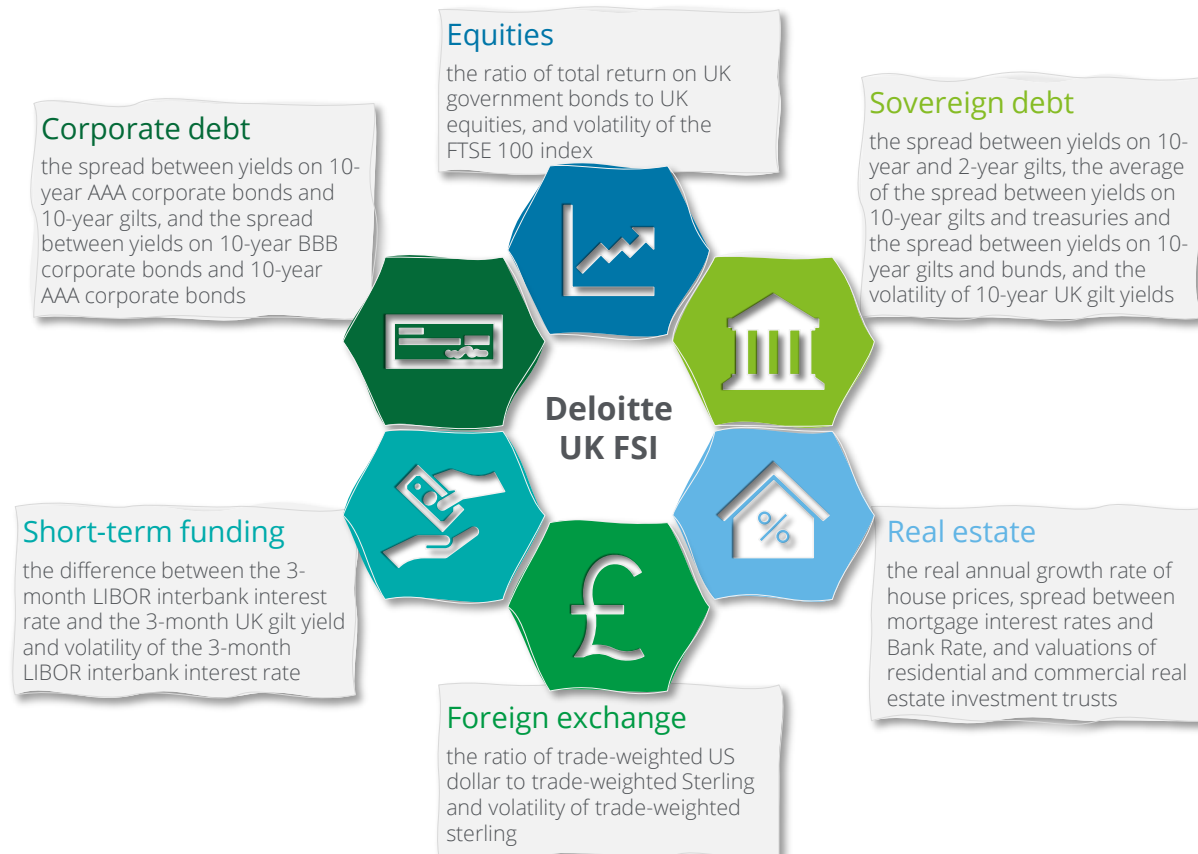 Equities
the ratio of total return on UK
government bonds to UK
equities, and volatility of the
FTSE 100 index
Corporate debt
the spread between yields on 10-
year AAA corporate bonds and
10-year gilts, and the spread
between yields on 10-year BBB
corporate bonds and 10-year
AAA corporate bonds
Sovereign debt
the spread between yields on 10-
year and 2-year gilts, the average
of the spread between yields on
10-year gilts and treasuries and
the spread between yields on 10-
year gilts and bunds, and the
volatility of 10-year UK gilt yields
Deloitte
UK FSI
%
£
Short-term funding
the difference between the 3-
month LIBOR interbank interest
rate and the 3-month UK gilt yield
and volatility of the 3-month
LIBOR interbank interest rate
Real estate
the real annual growth rate of
house prices, spread between
mortgage interest rates and
Bank Rate, and valuations of
residential and commercial real
estate investment trusts
Foreign exchange
the ratio of trade-weighted US
dollar to trade-weighted Sterling
and volatility of trade-weighted
sterling